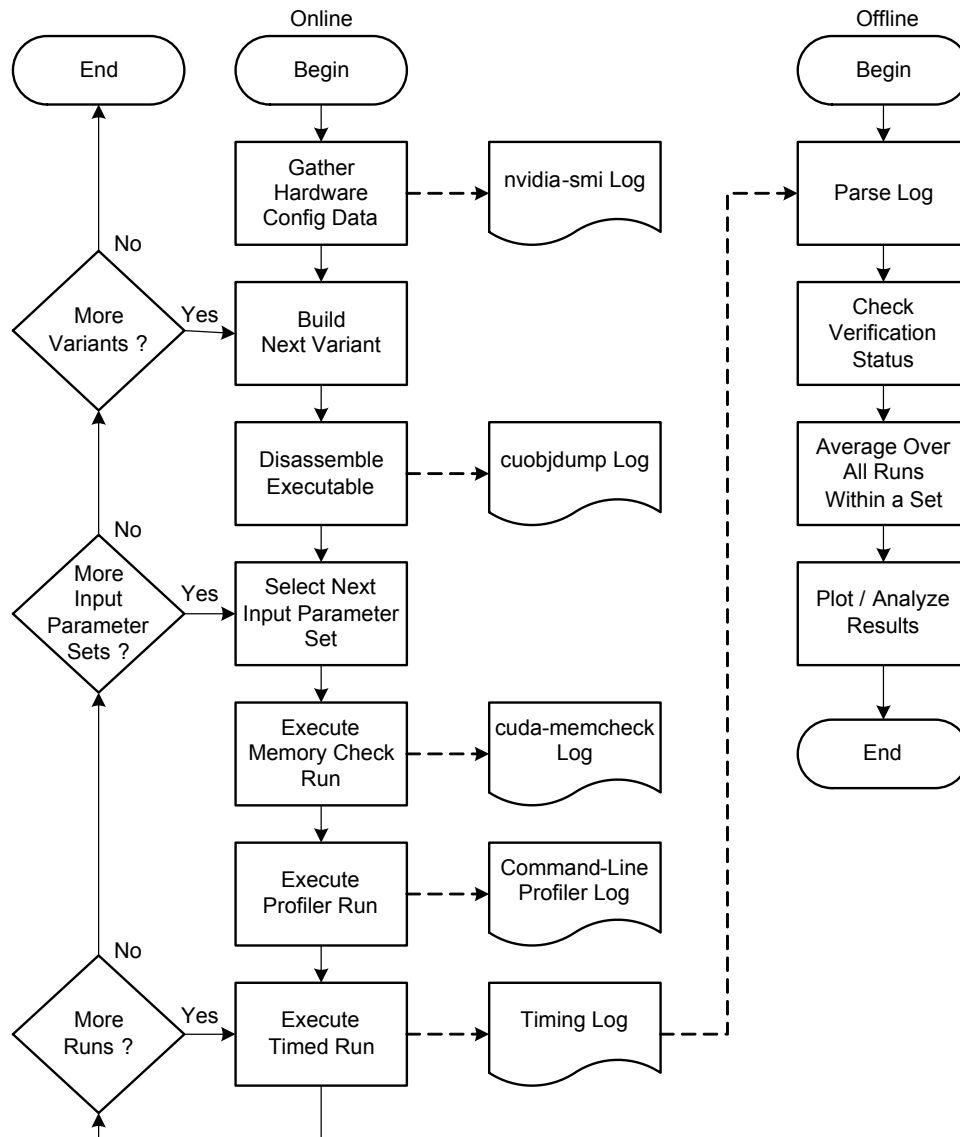 Online
Offline
End
Begin
Begin
Gather
Hardware
Config Data
nvidia-smi Log
Parse Log
No
More
Variants ?
Yes
Build
Next Variant
Check
Verification
Status
Disassemble
Executable
cuobjdump Log
Average Over
All Runs
Within a Set
No
More
Input
Parameter
Sets ?
Yes
Select Next
Input Parameter
Set
Plot / Analyze
Results
Execute
Memory Check
Run
cuda-memcheck
Log
End
Execute
Profiler Run
Command-Line
Profiler Log
No
More
Runs ?
Yes
Execute
Timed Run
Timing Log